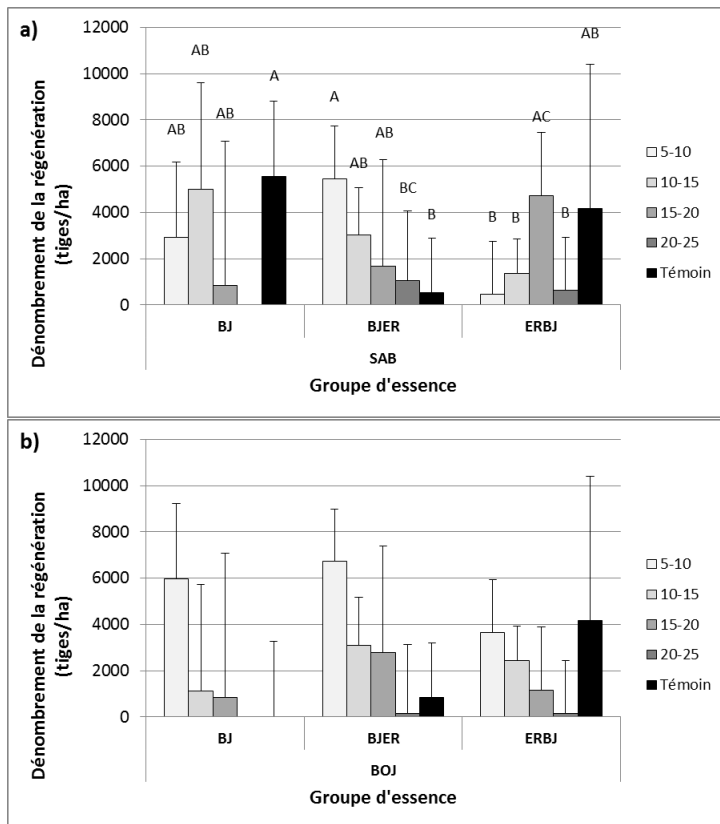 a)
Dénombrement de la régénération
(tiges/ha)
12000
10000
8000
6000
4000
2000
0
AB
AB
AB
A
A
AB
AB
BC
B
B
B
AC
B
AB
BJ
BJER
ERBJ
SAB
Groupe d'essence
5-10
10-15
15-20
20-25
Témoin
b)
Dénombrement de la régénération
(tiges/ha)
12000
10000
8000
6000
4000
2000
0
BJ
BJER
ERBJ
BOJ
Groupe d'essence
5-10
10-15
15-20
20-25
Témoin